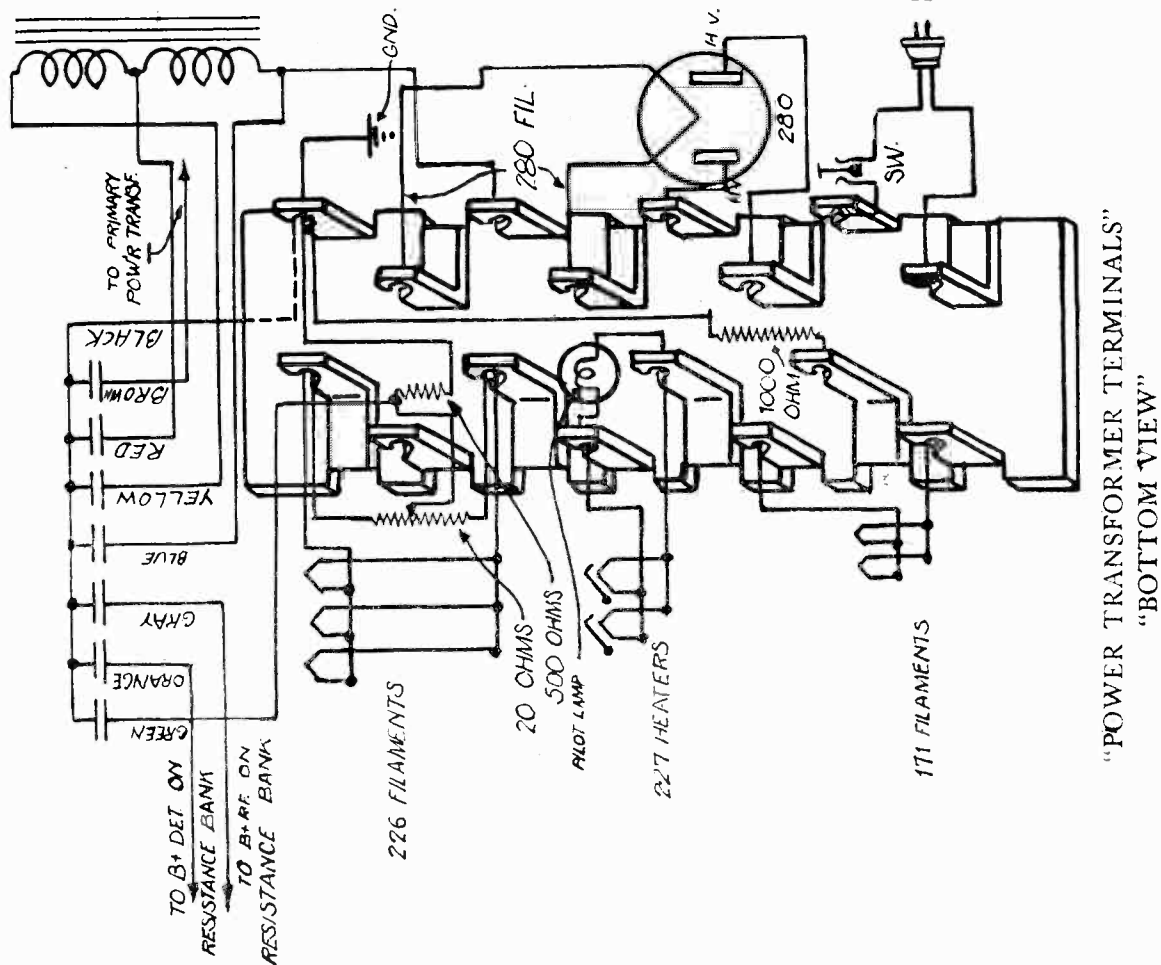 GND.
H V.
280 FIL.
280
SW.
TO PRIMARY
POW'R TRANSF.
BLACK
BROWN
RED
YELLOW
BLUE
GRAY
ORANGE
GREEN
1000
OHM
20 OHMS
500 OHMS
PILOT LAMP
226 FILAMENTS
227 HEATERS
171 FILAMENTS
TO B+ DET ON
RESISTANCE BANK
TO B+ RF. ON
RESISTANCE BANK
"POWER TRANSFORMER TERMINALS"
"BOTTOM VIEW"